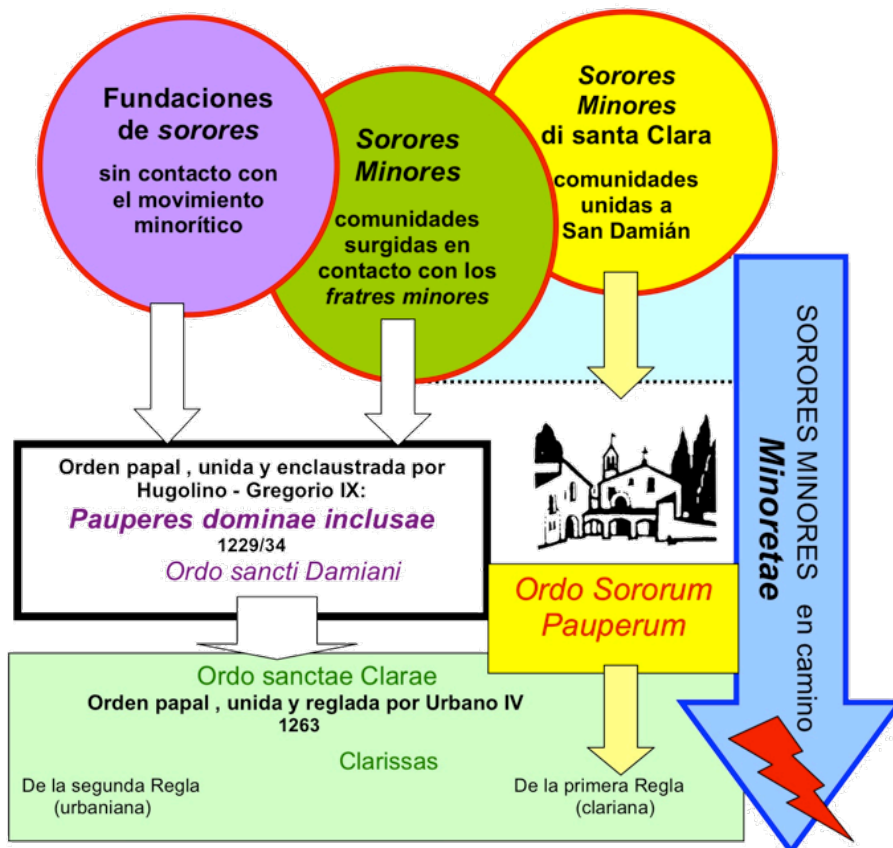 Fundaciones
de sorores
sin contacto con
el movimiento
minorítico
Sorores
Minores
comunidades
surgidas en
contacto con los
fratres minores
Sorores
Minores
di santa Clara
comunidades
unidas a
San Damián
SORORES MINORES en camino
Minoretae
Orden papal , unida y enclaustrada por
Hugolino - Gregorio IX:
Pauperes dominae inclusae
1229/34
Ordo sancti Damiani
Ordo Sororum
Pauperum
Ordo sanctae Clarae
Orden papal , unida y reglada por Urbano IV
1263
Clarissas
De la segunda Regla
(urbaniana)
De la primera Regla
(clariana)